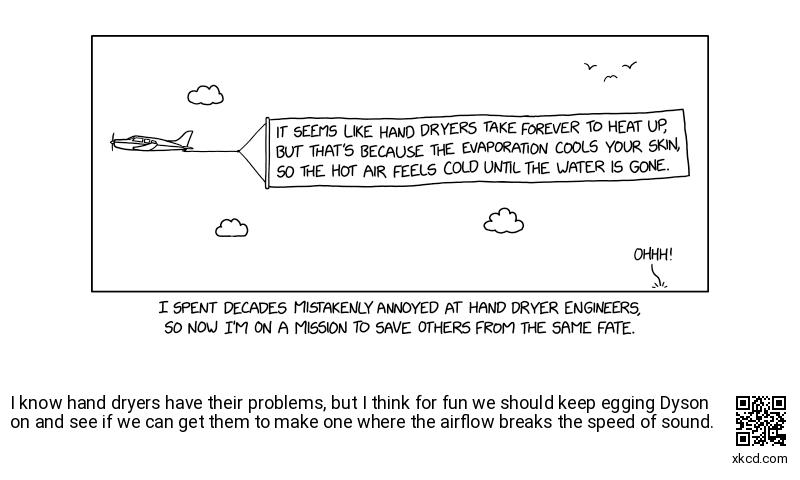 IT SEEMS LIKE HAND DRYERS TAKE FOREVER TO HEAT UP,
BUT THAT'S BECAUSE THE EVAPORATION COOLS YOUR SKIN,
SO THE HOT AIR FEELS COLD UNTIL THE WATER IS GONE.
OHHH!
I SPENT DECADES MISTAKENLY ANNOYED AT HAND DRYER ENGINEERS,
SO NOW I'M ON A MISSION TO SAVE OTHERS FROM THE SAME FATE.
I know hand dryers have their problems, but I think for fun we should keep egging Dyson
on and see if we can get them to make one where the airflow breaks the speed of sound.
xkcd.com